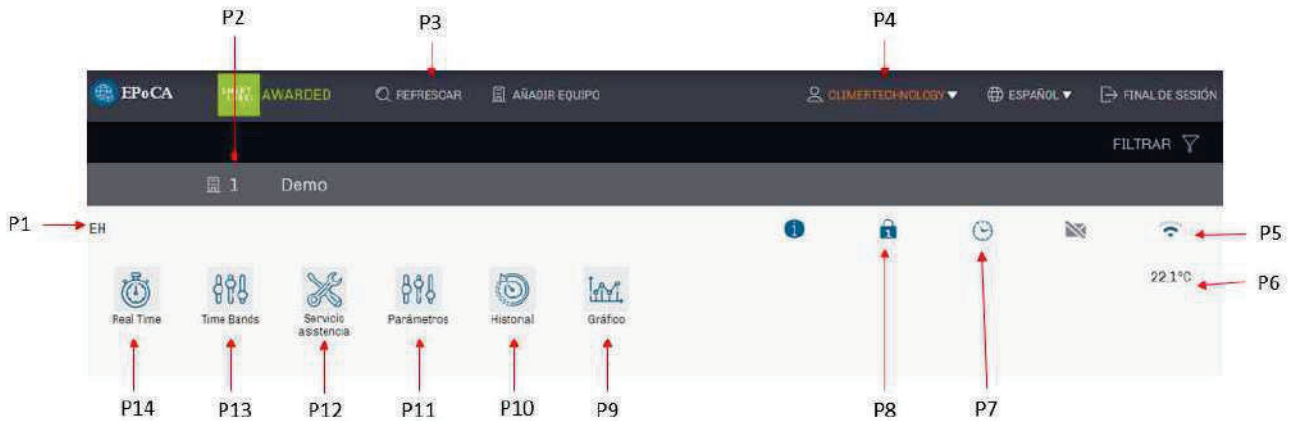 P2
P3
P4
EPoCA
AWARDED
REFRESCAR
AÑADIR EQUIPO
CLIMERTECHNOLOGY ▼
ESPAÑOL ▼
FINAL DE SESIÓN
FILTRAR
1 Demo
P1
EH
i
1
P5
22.1°C
P6
Real Time
Time Bands
Servicio
asistencia
Parámetros
Historial
Gráfico
P14
P13
P12
P11
P10
P9
P8
P7